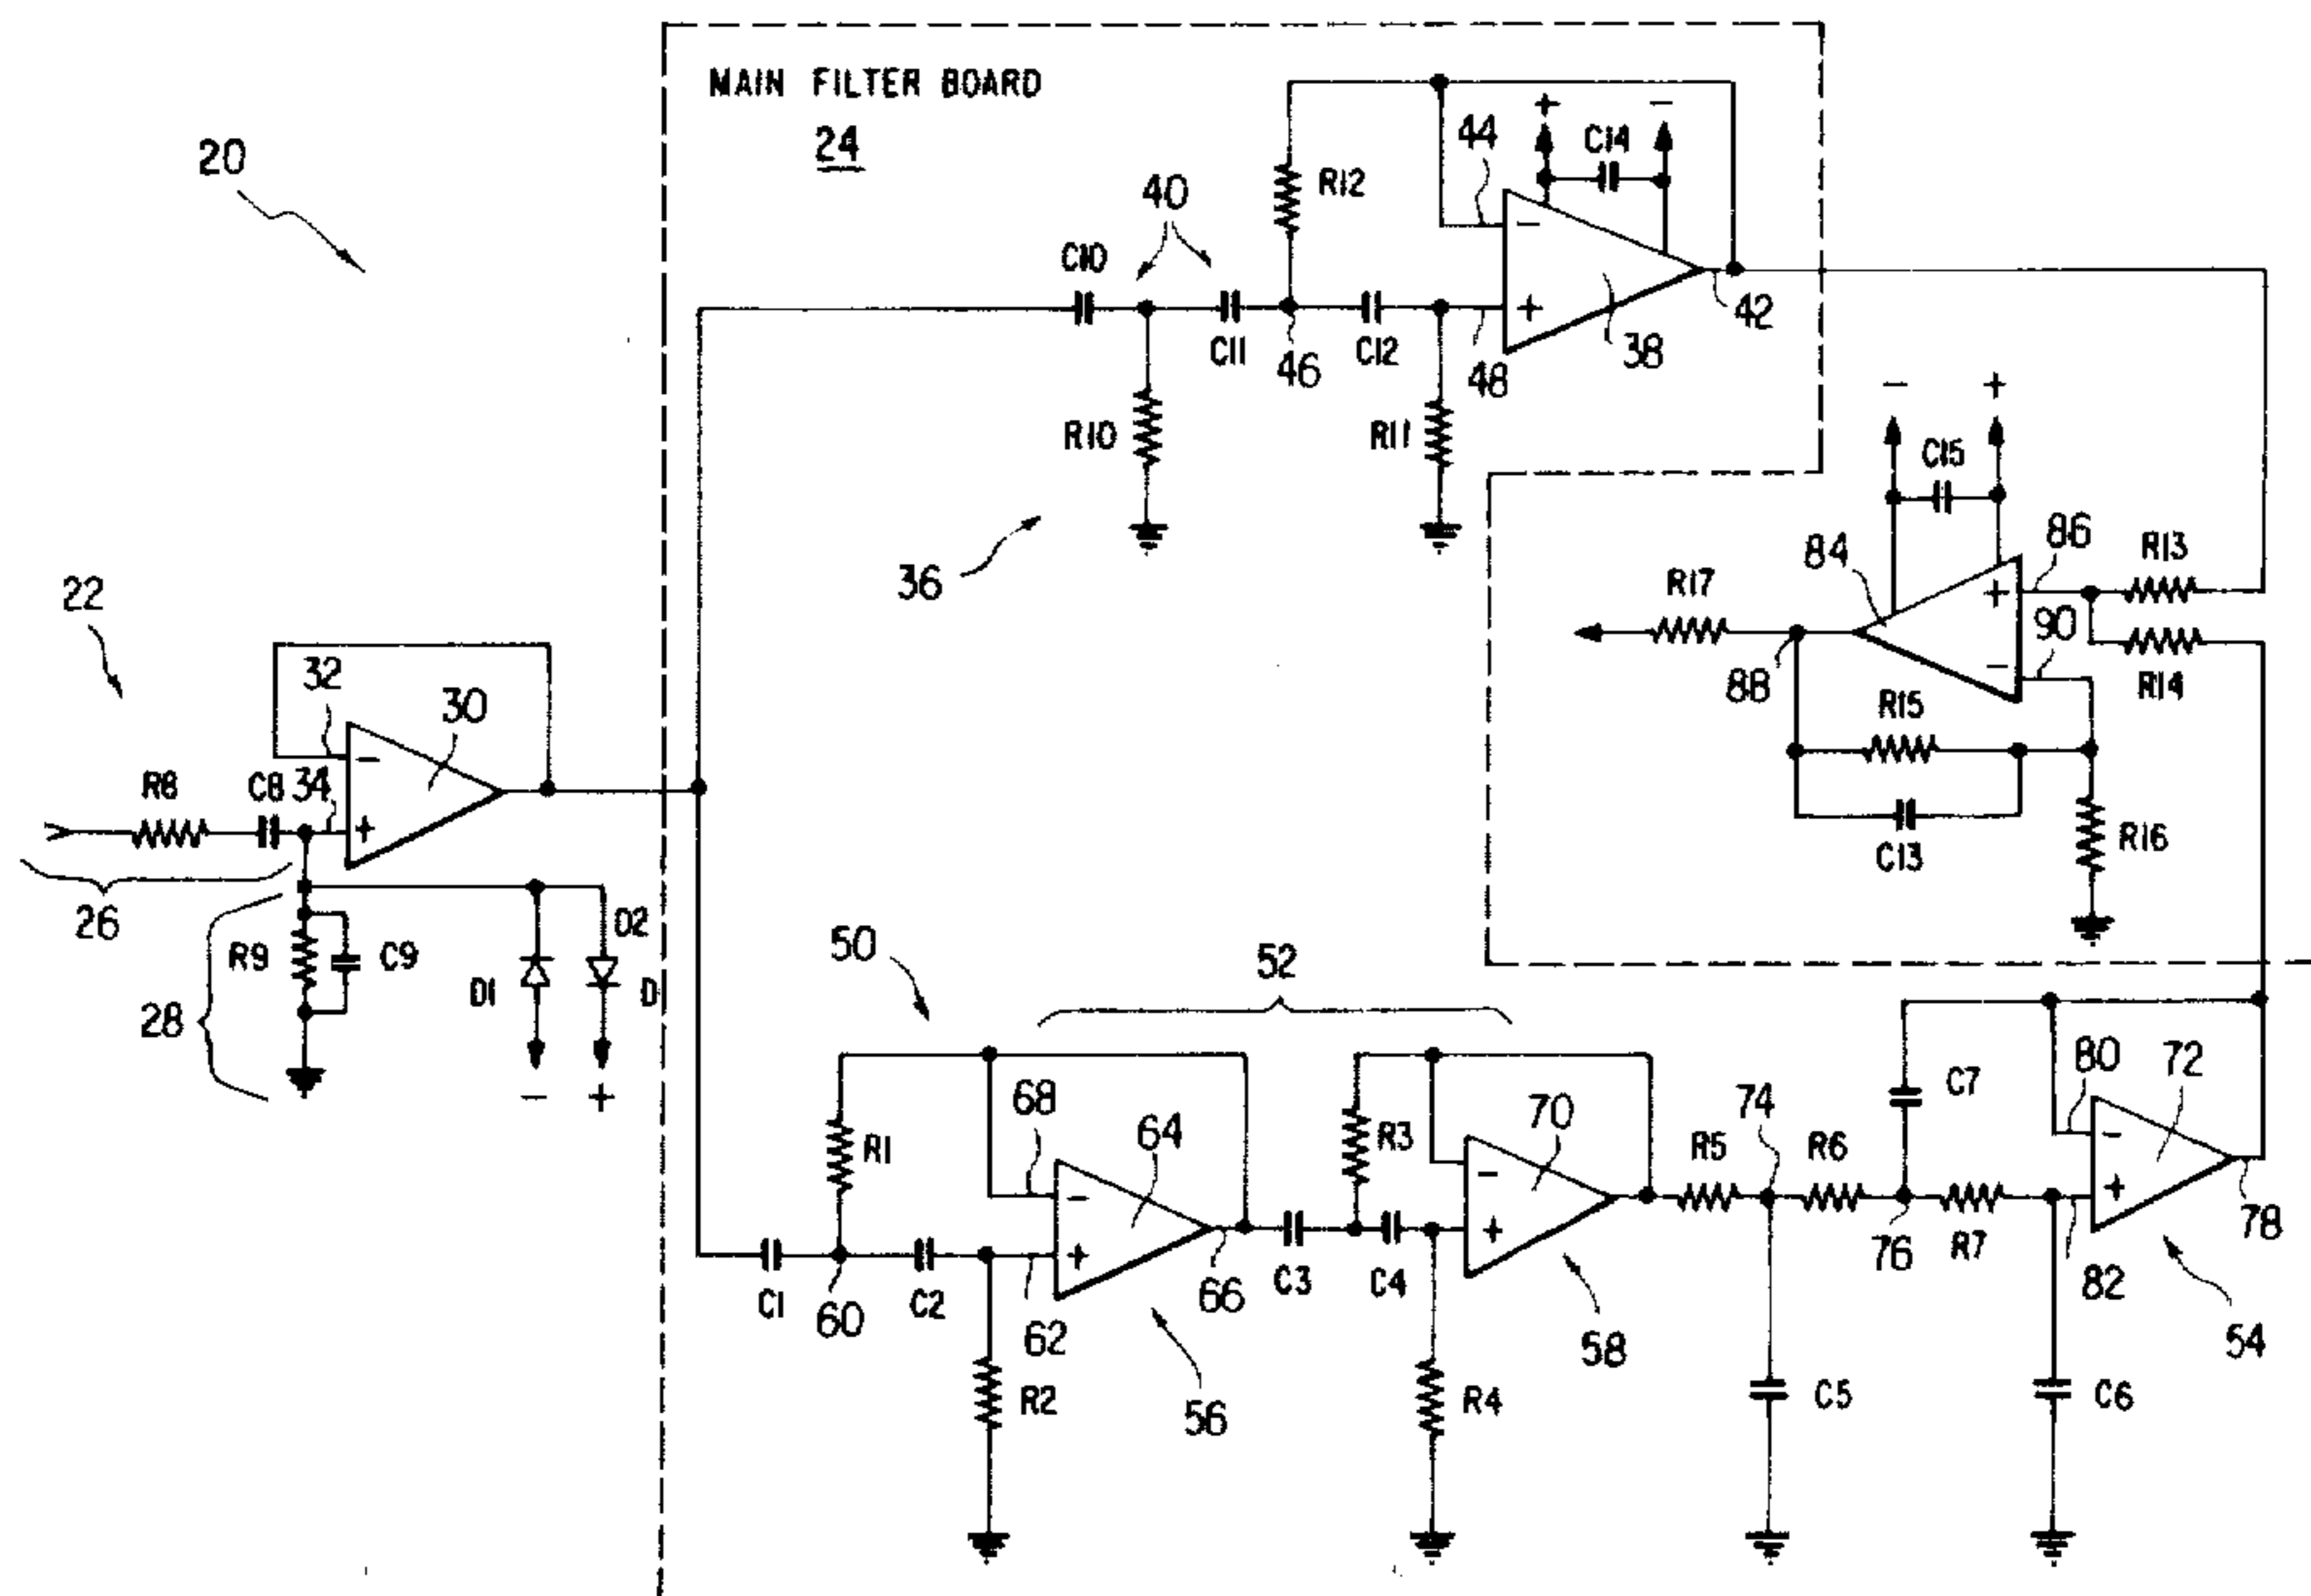 MAIN FILTER BOARD
24
20
40
44
C14
R12
C10
C11
46
C12
48
38
42
R10
R11
36
C15
86
R13
84
R17
90
R14
88
R15
R16
C13
22
32
30
R8
C8
34
26
R9
C9
D2
D1
D
28
50
52
68
64
R1
R3
70
74
R5
R6
C7
80
72
C1
60
C2
62
66
C3
C4
76
R7
82
78
R2
56
R4
58
C5
C6
54